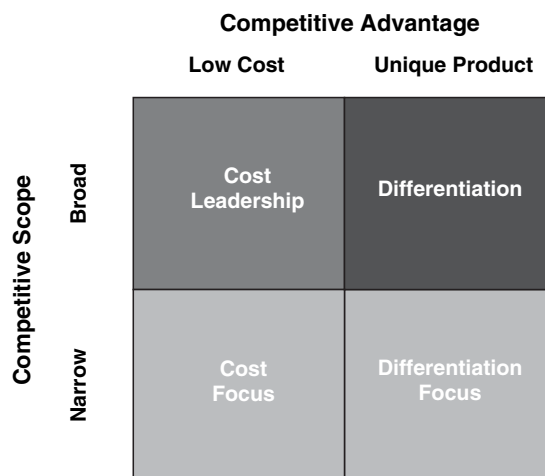 Competitive Advantage
Low Cost
Unique Product
Competitive Scope
Broad
Cost
Leadership
Differentiation
Narrow
Cost
Focus
Differentiation
Focus